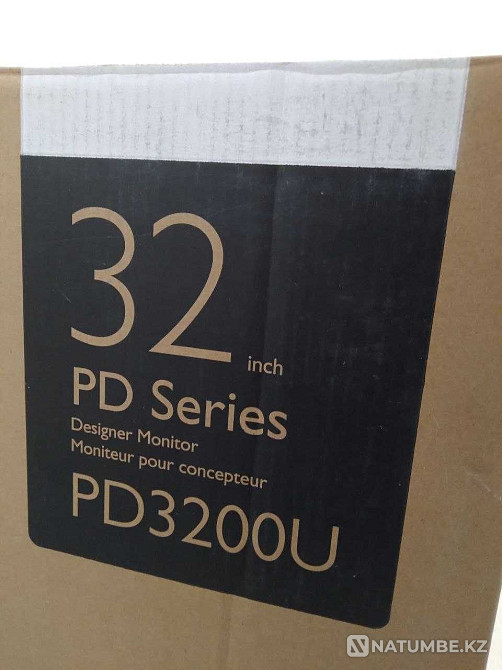 32 inch
PD Series
Designer Monitor
Moniteur pour concepteur
PD3200U
NATUMBE.KZ